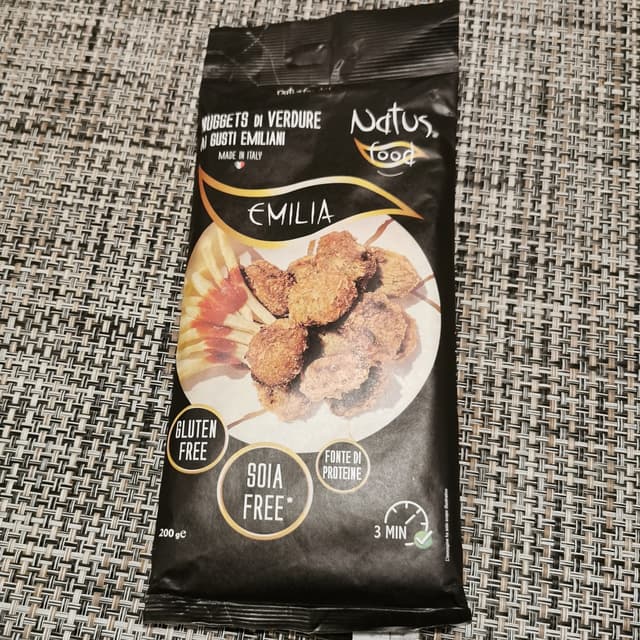 NUGGETS DI VERDURE
AI GUSTI EMILIANI
MADE IN ITALY
Natus
food
EMILIA
GLUTEN
FREE
SOIA
FREE*
FONTE DI
PROTEINE
200 ge
3 MIN